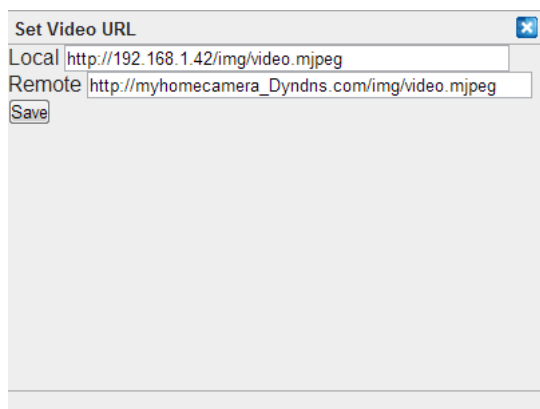 Set Video URL
Local http://192.168.1.42/img/video.mjpeg
Remote http://myhomecamera_Dyndns.com/img/video.mjpeg
Save